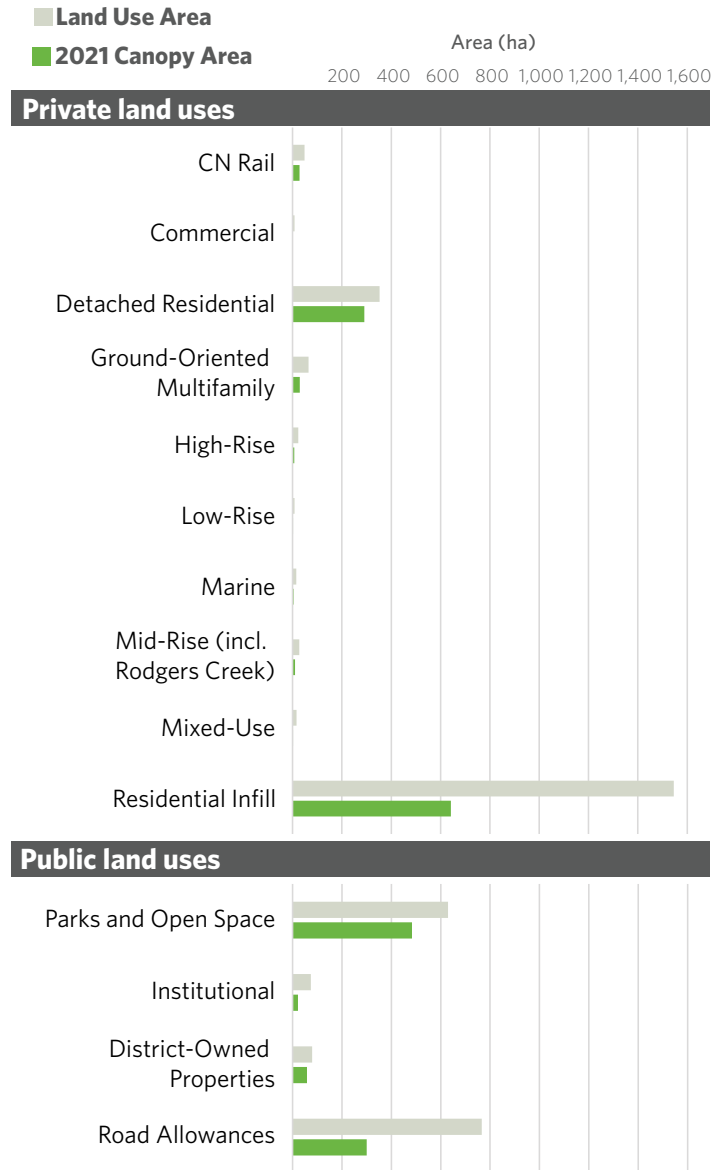 Land Use Area
2021 Canopy Area
Area (ha)
200 400 600 800 1,000 1,200 1,400 1,600
Private land uses
CN Rail
Commercial
Detached Residential
Ground-Oriented
Multifamily
High-Rise
Low-Rise
Marine
Mid-Rise (incl.
Rodgers Creek)
Mixed-Use
Residential Infill
Public land uses
Parks and Open Space
Institutional
District-Owned
Properties
Road Allowances